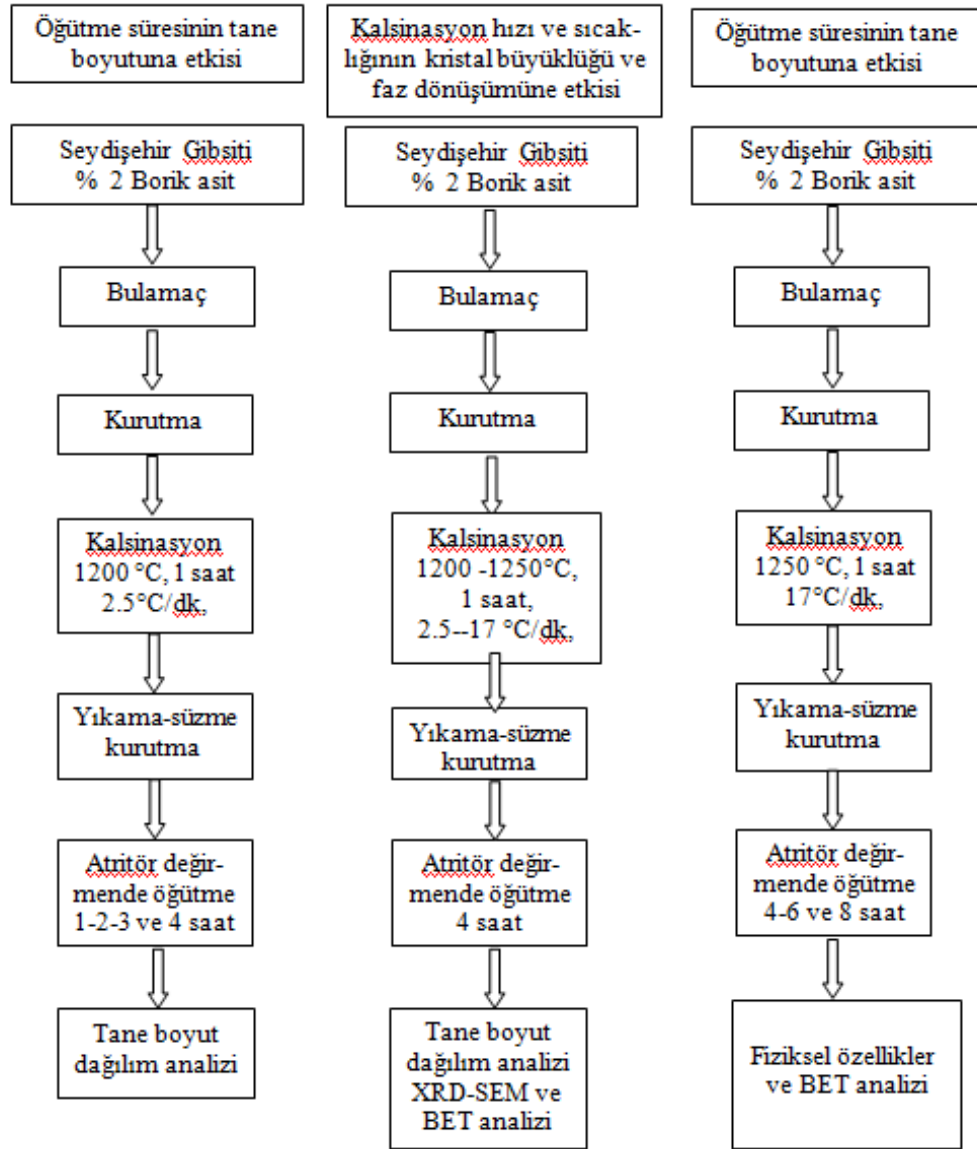 Öğütme süresinin tane
boyutuna etkisi
Seydişehir Gibsiti
% 2 Borik asit
Bulamaç
Kurutma
Kalsinasyon
1200 °C, 1 saat
2.5°C/dk,
Yıkama-süzme
kurutma
Atritör değir-
mende öğütme
1-2-3 ve 4 saat
Tane boyut
dağılım analizi
Kalsinasyon hızı ve sıcak-
lığının kristal büyüklüğü ve
faz dönüşümüne etkisi
Seydişehir Gibsiti
% 2 Borik asit
Bulamaç
Kurutma
Kalsinasyon
1200 -1250°C,
1 saat,
2.5--17 °C/dk,
Yıkama-süzme
kurutma
Atritör değir-
mende öğütme
4 saat
Tane boyut
dağılım analizi
XRD-SEM ve
BET analizi
Öğütme süresinin tane
boyutuna etkisi
Seydişehir Gibsiti
% 2 Borik asit
Bulamaç
Kurutma
Kalsinasyon
1250 °C, 1 saat
17°C/dk,
Yıkama-süzme
kurutma
Atritör değir-
mende öğütme
4-6 ve 8 saat
Fiziksel özellikler
ve BET analizi